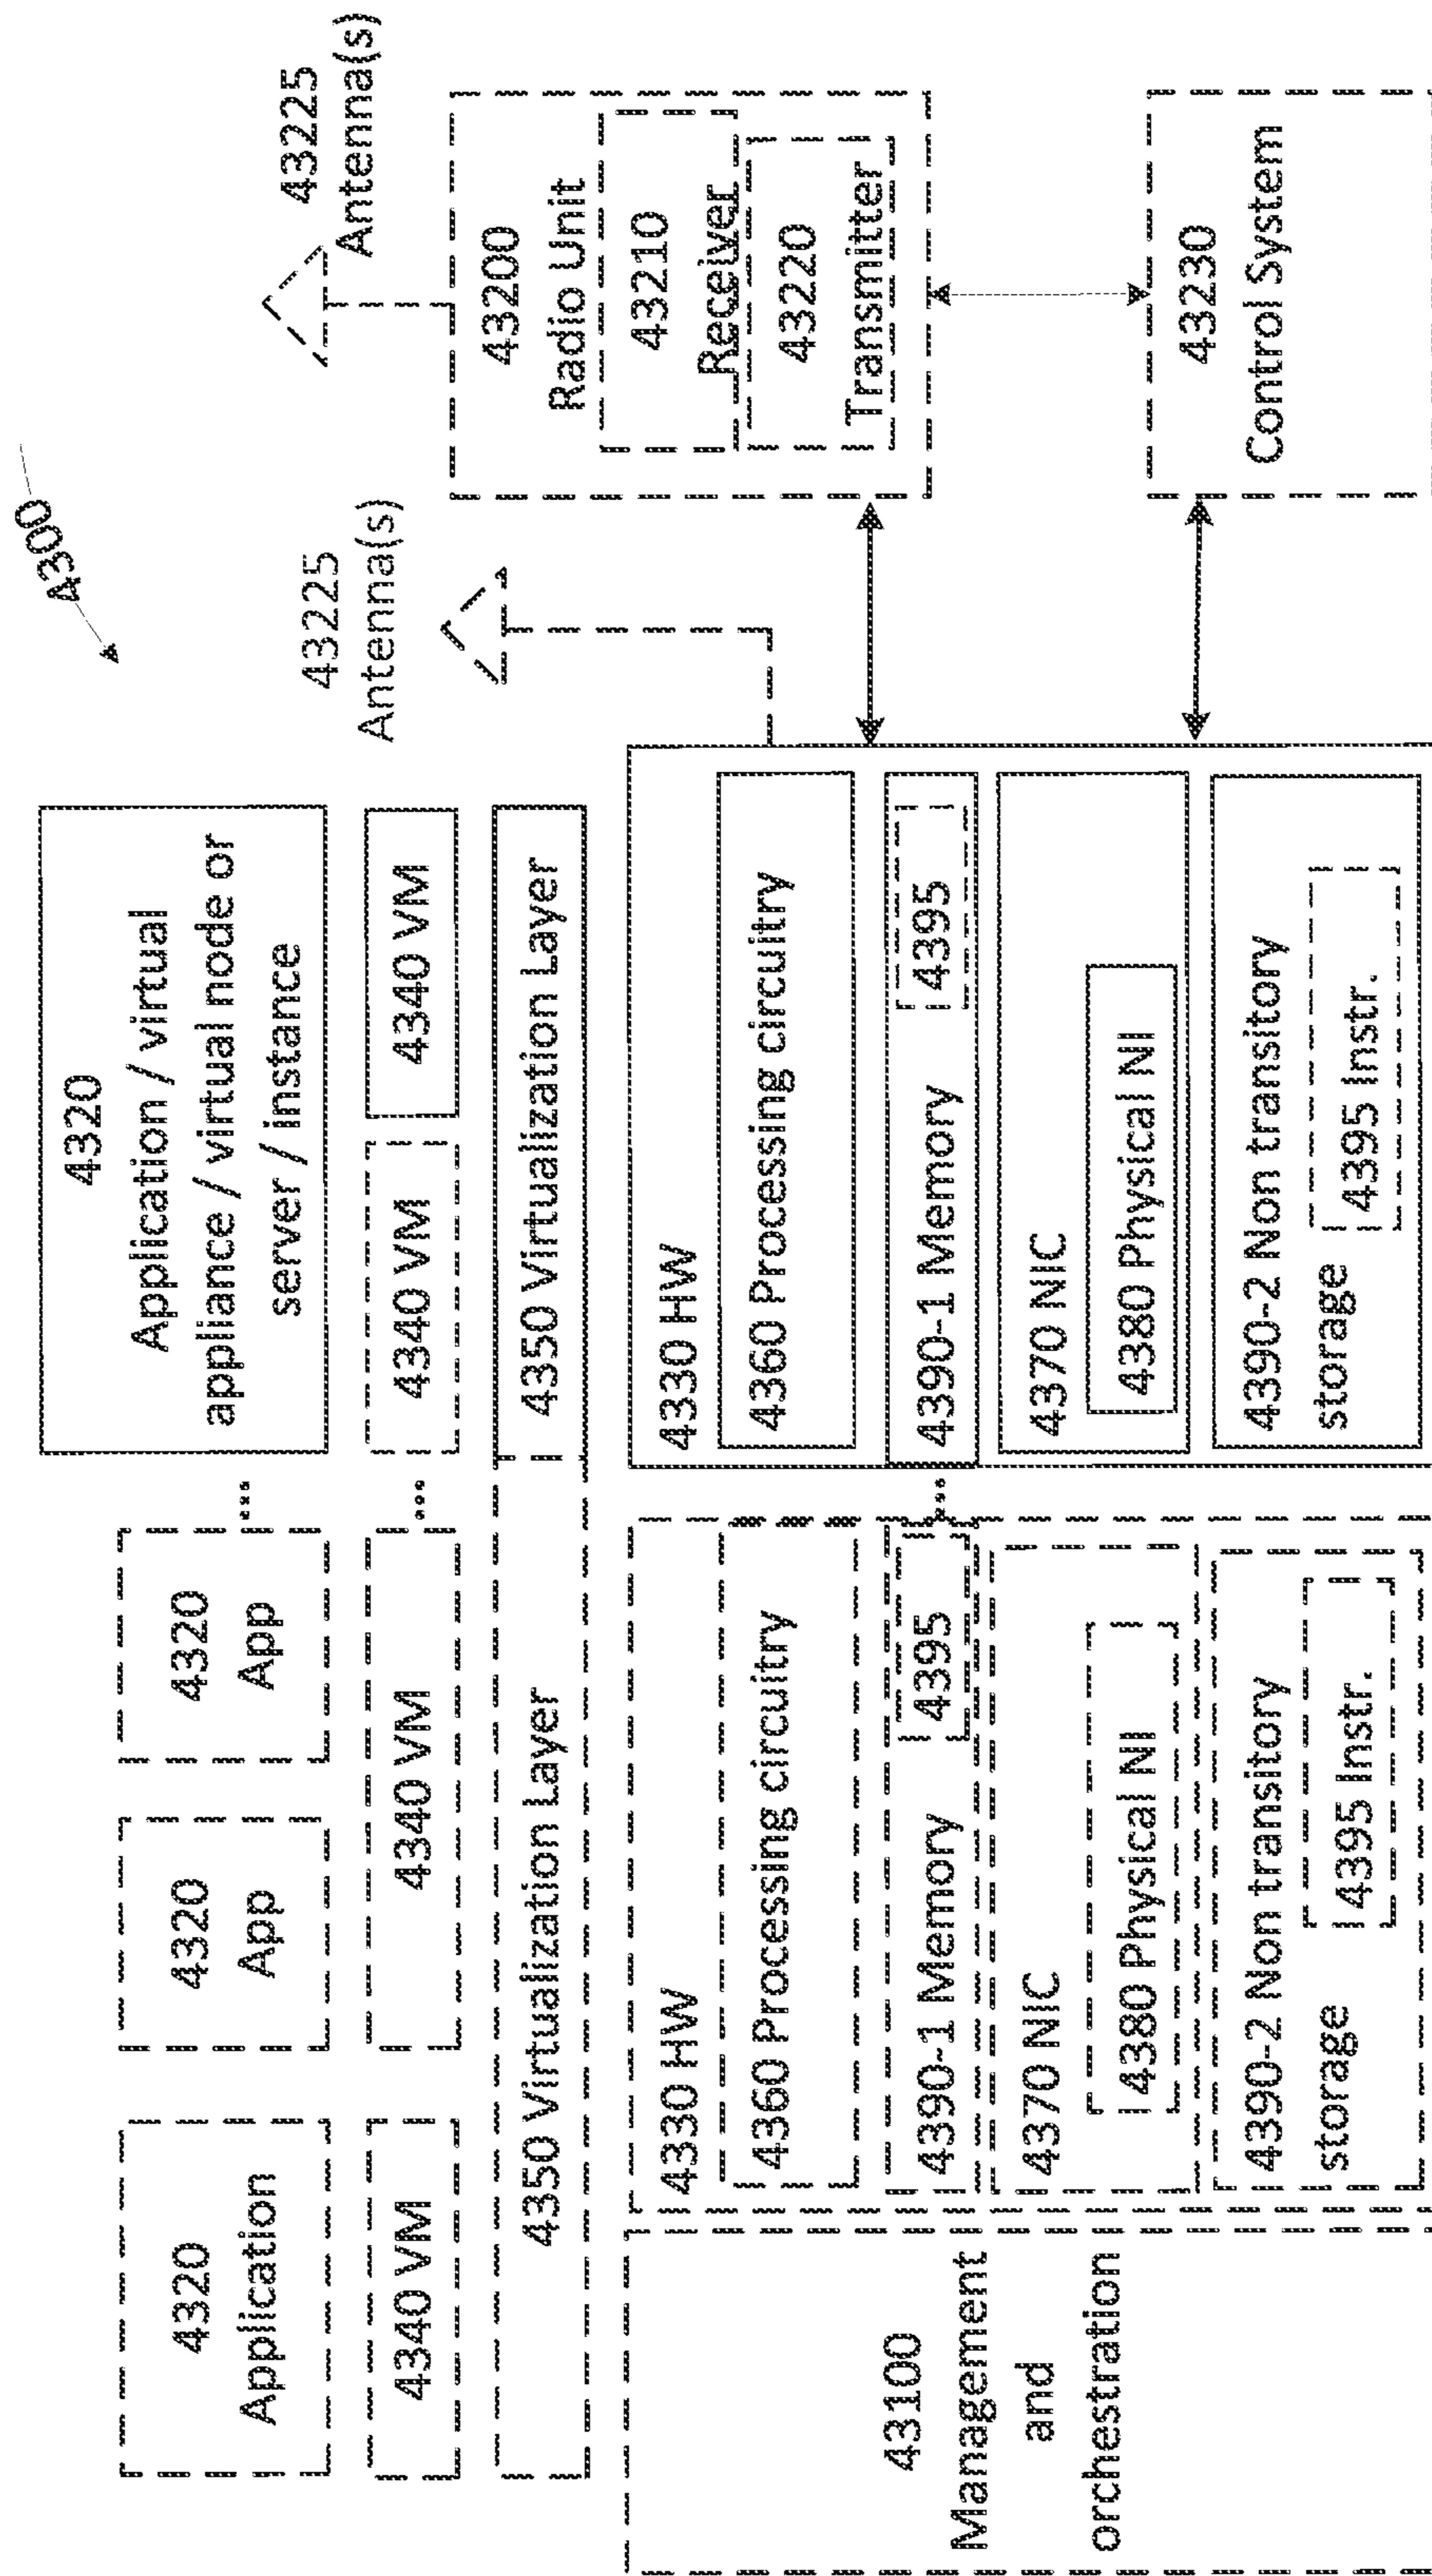 4300
4320
Application
4320
App
4320
App
...
4320
Application / virtual
appliance / virtual node or
server / instance
43225
Antenna(s)
43225
Antenna(s)
4340 VM
4340 VM
...
4340 VM
4340 VM
4350 Virtualization Layer
4350 Virtualization Layer
43100
Management
and
orchestration
4330 HW
4360 Processing circuitry
4390-1 Memory
4395
4370 NIC
4380 Physical NI
4390-2 Non transitory
storage
4395 Instr.
...
4330 HW
4360 Processing circuitry
4390-1 Memory
4395
4370 NIC
4380 Physical NI
4390-2 Non transitory
storage
4395 Instr.
43200
Radio Unit
43210
Receiver
43220
Transmitter
43230
Control System